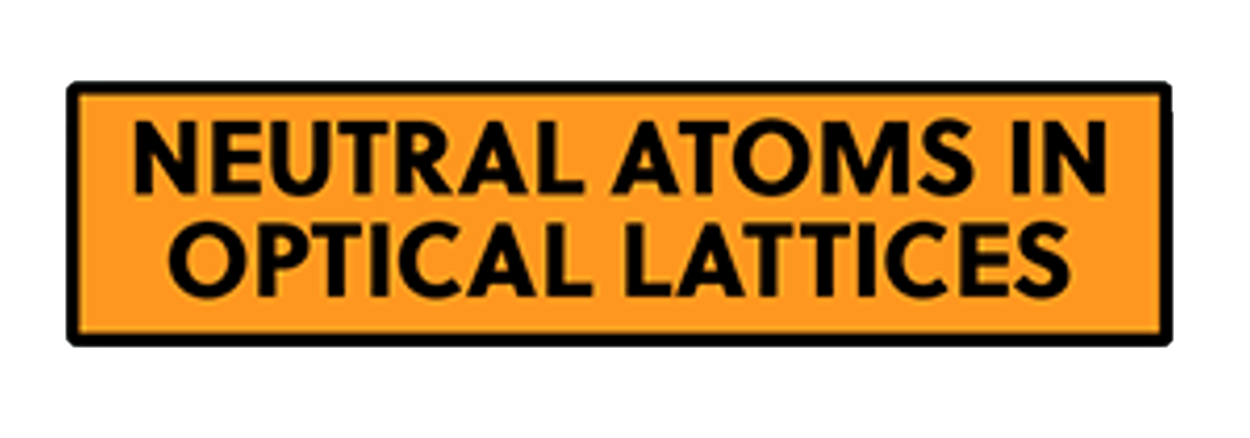 NEUTRAL ATOMS IN
OPTICAL LATTICES